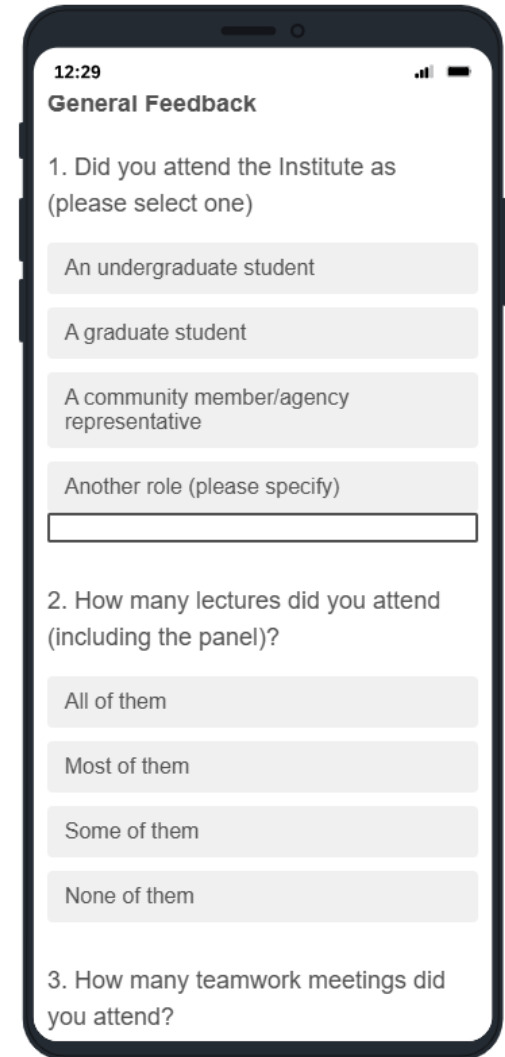 12:29
General Feedback
1. Did you attend the Institute as
(please select one)
An undergraduate student
A graduate student
A community member/agency
representative
Another role (please specify)
2. How many lectures did you attend
(including the panel)?
All of them
Most of them
Some of them
None of them
3. How many teamwork meetings did
you attend?